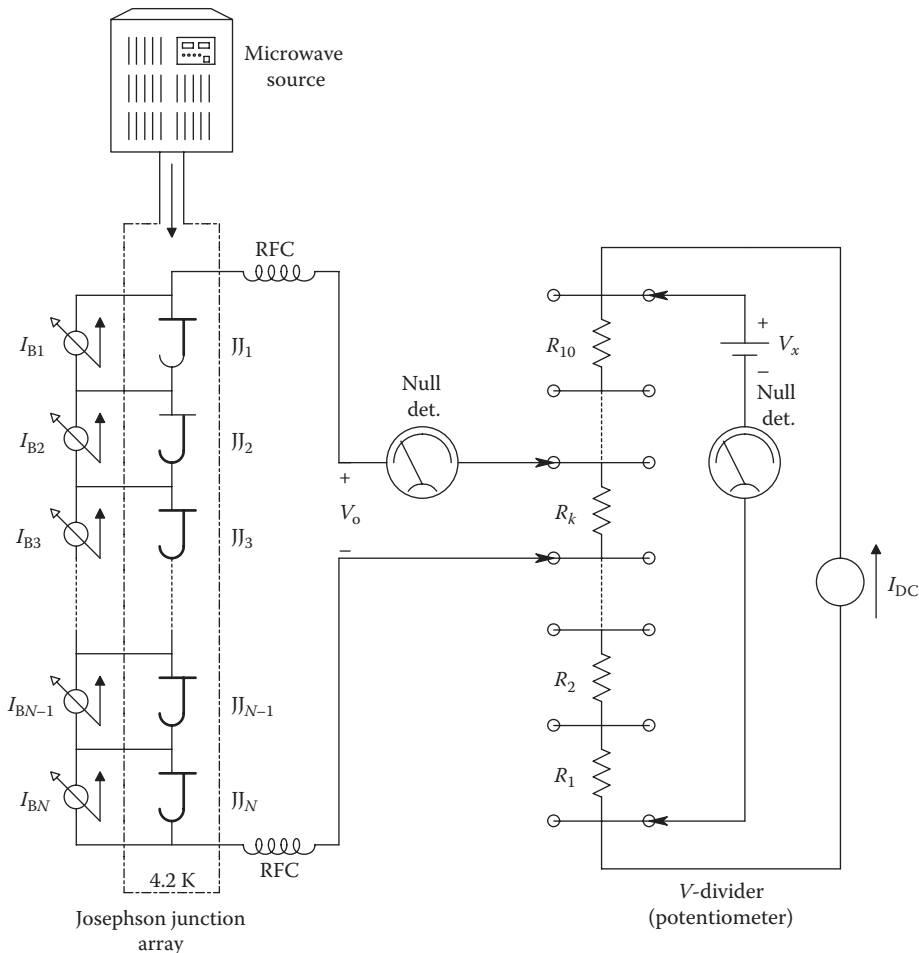 Microwave
source
RFC
I_B1
JJ_1
R_10
+
V_x
−
Null
det.
Null
det.
I_B2
JJ_2
+
V_o
−
R_k
I_B3
JJ_3
I_DC
R_2
I_BN−1
JJ_N−1
R_1
I_BN
JJ_N
RFC
4.2 K
V-divider
(potentiometer)
Josephson junction
array